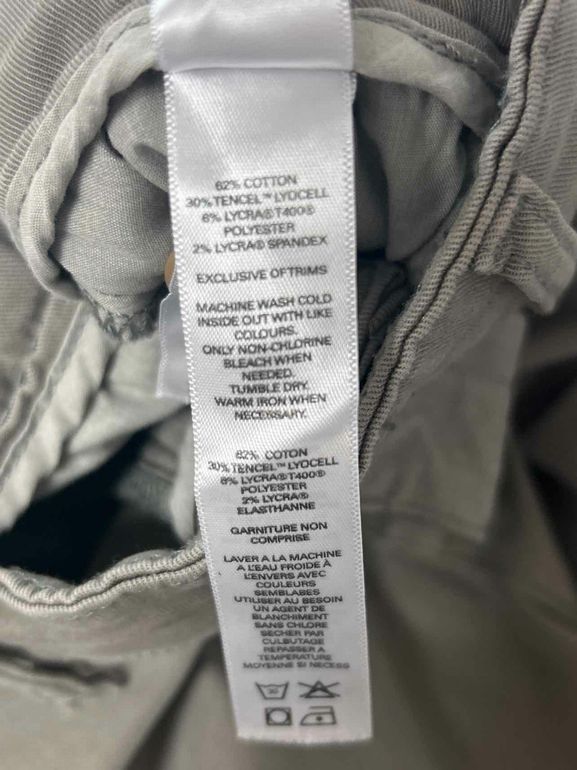 62% COTTON
30% TENCEL™ LYOCELL
6% LYCRA® T400®
POLYESTER
2% LYCRA® SPANDEX
EXCLUSIVE OF TRIMS
MACHINE WASH COLD
INSIDE OUT WITH LIKE
COLOURS.
ONLY NON-CHLORINE
BLEACH WHEN
NEEDED.
TUMBLE DRY.
WARM IRON WHEN
NECESSARY.
62% COTON
30% TENCEL™ LYOCELL
6% LYCRA® T400®
POLYESTER
2% LYCRA®
ELASTHANNE
GARNITURE NON
COMPRISE
LAVER A LA MACHINE
A L'EAU FROIDE À
L'ENVERS AVEC
COULEURS
SEMBLABLES
UTILISER AU BESOIN
UN AGENT DE
BLANCHIMENT
SANS CHLORE
SECHER PAR
CULBUTAGE
REPASSER A
TEMPERATURE
MOYENNE SI NECESS
30